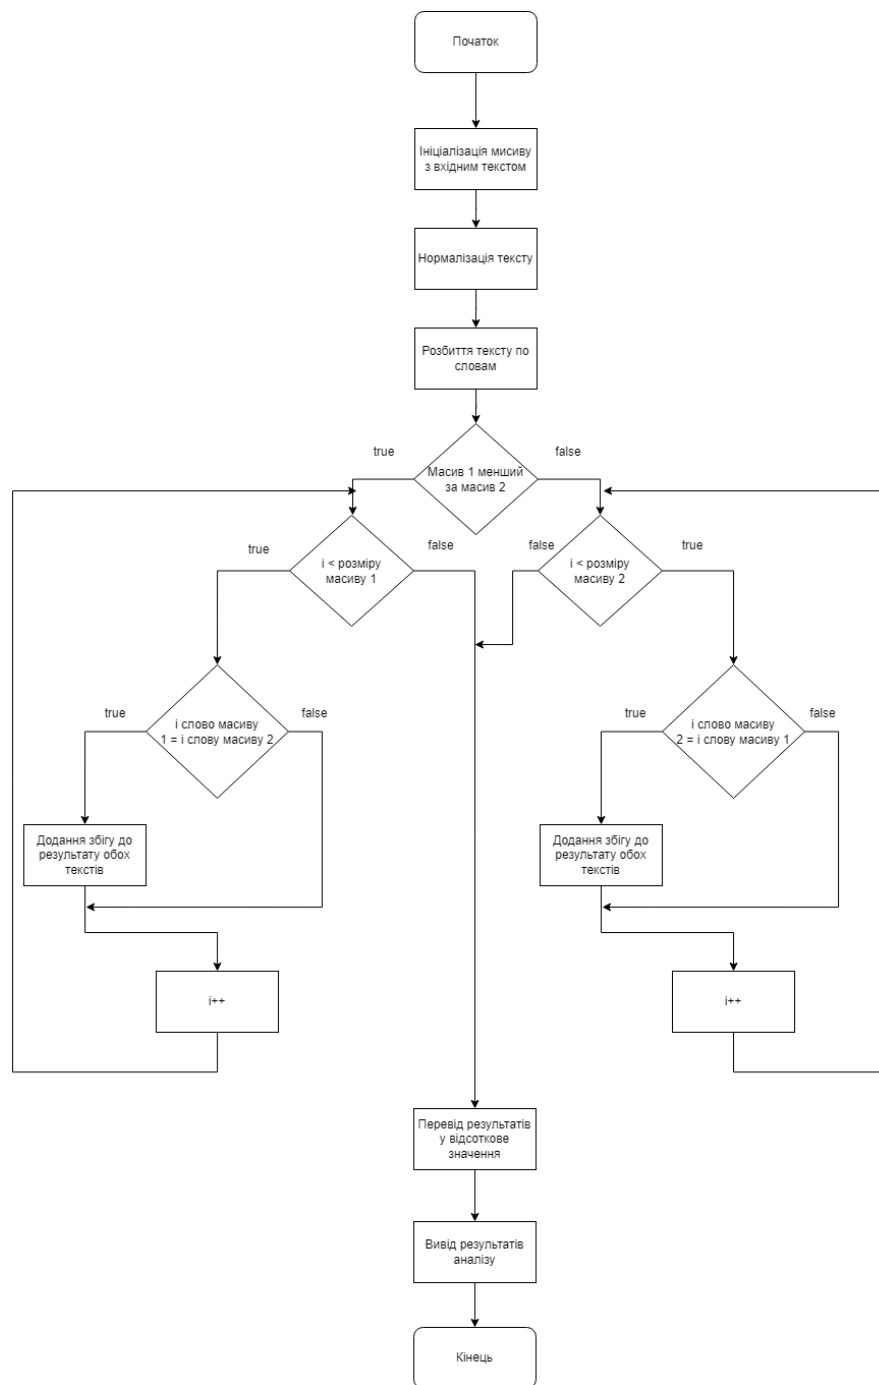 Початок
Ініціалізація мисиву
з вхідним текстом
Нормалізація тексту
Розбиття тексту по
словам
true
false
Масив 1 менший
за масив 2
true
false
false
true
і < розміру
масиву 1
і < розміру
масиву 2
true
false
true
false
і слово масиву
1 = і слову масиву 2
і слово масиву
2 = і слову масиву 1
Додання збігу до
результату обох
текстів
Додання збігу до
результату обох
текстів
i++
i++
Перевід результатів
у відсоткове
значення
Вивід результатів
аналізу
Кінець